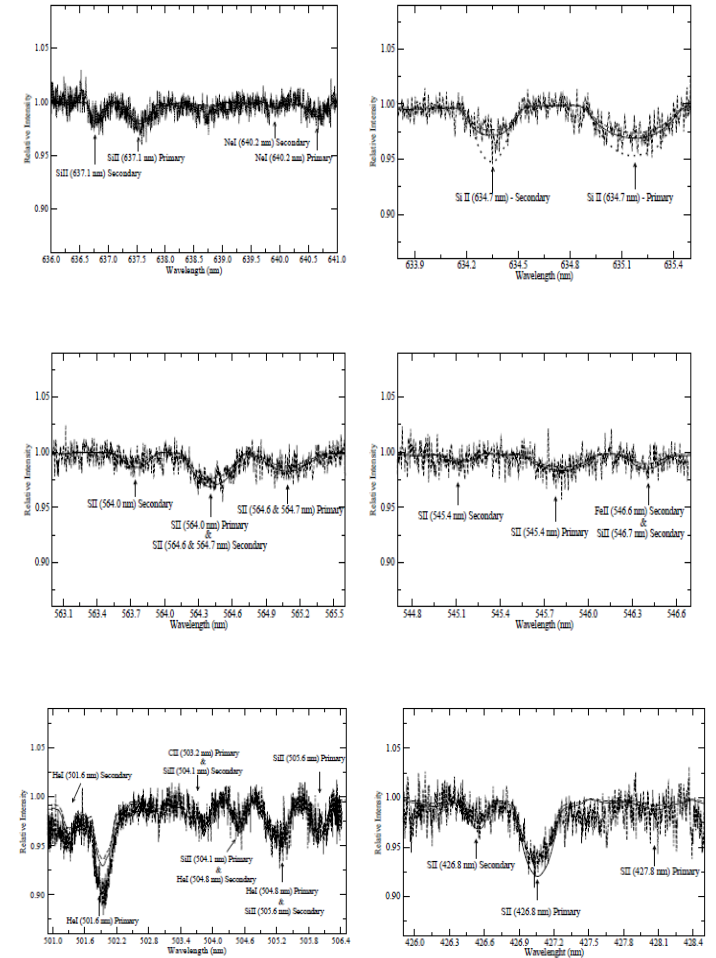 1.05
1.00
0.95
0.90
Relative Intensity
NeI (640.2 nm) Secondary
SiII (637.1 nm) Primary
NeI (640.2 nm) Primary
SiII (637.1 nm) Secondary
636.0 636.5 637.0 637.5 638.0 638.5 639.0 639.5 640.0 640.5 641.0
Wavelength (nm)
1.05
1.00
0.95
0.90
Relative Intensity
Si II (634.7 nm) - Secondary
Si II (634.7 nm) - Primary
633.9 634.2 634.5 634.8 635.1 635.4
Wavelength (nm)
1.05
1.00
0.95
0.90
Relative Intensity
SII (564.0 nm) Secondary
SII (564.6 & 564.7 nm) Primary
SII (564.0 nm) Primary
&
SII (564.6 & 564.7 nm) Secondary
563.1 563.4 563.7 564.0 564.3 564.6 564.9 565.2 565.5
Wavelength (nm)
1.05
1.00
0.95
0.90
Relative Intensity
SII (545.4 nm) Secondary
SII (545.4 nm) Primary
FeII (546.6 nm) Secondary
&
SiII (546.7 nm) Secondary
544.8 545.1 545.4 545.7 546.0 546.3 546.6
Wavelength (nm)
1.05
1.00
0.95
0.90
Relative Intensity
HeI (501.6 nm) Secondary
CII (503.2 nm) Primary
&
SiII (504.1 nm) Secondary
SiII (505.6 nm) Primary
SiII (504.1 nm) Primary
&
HeI (504.8 nm) Secondary
HeI (504.8 nm) Primary
&
SiII (505.6 nm) Secondary
HeI (501.6 nm) Primary
501.0 501.6 502.2 502.8 503.4 504.0 504.6 505.2 505.8 506.4
Wavelength (nm)
1.05
1.00
0.95
0.90
Relative Intensity
SII (426.8 nm) Secondary
SII (427.8 nm) Primary
SII (426.8 nm) Primary
426.0 426.3 426.6 426.9 427.2 427.5 427.8 428.1 428.4
Wavelenght (nm)